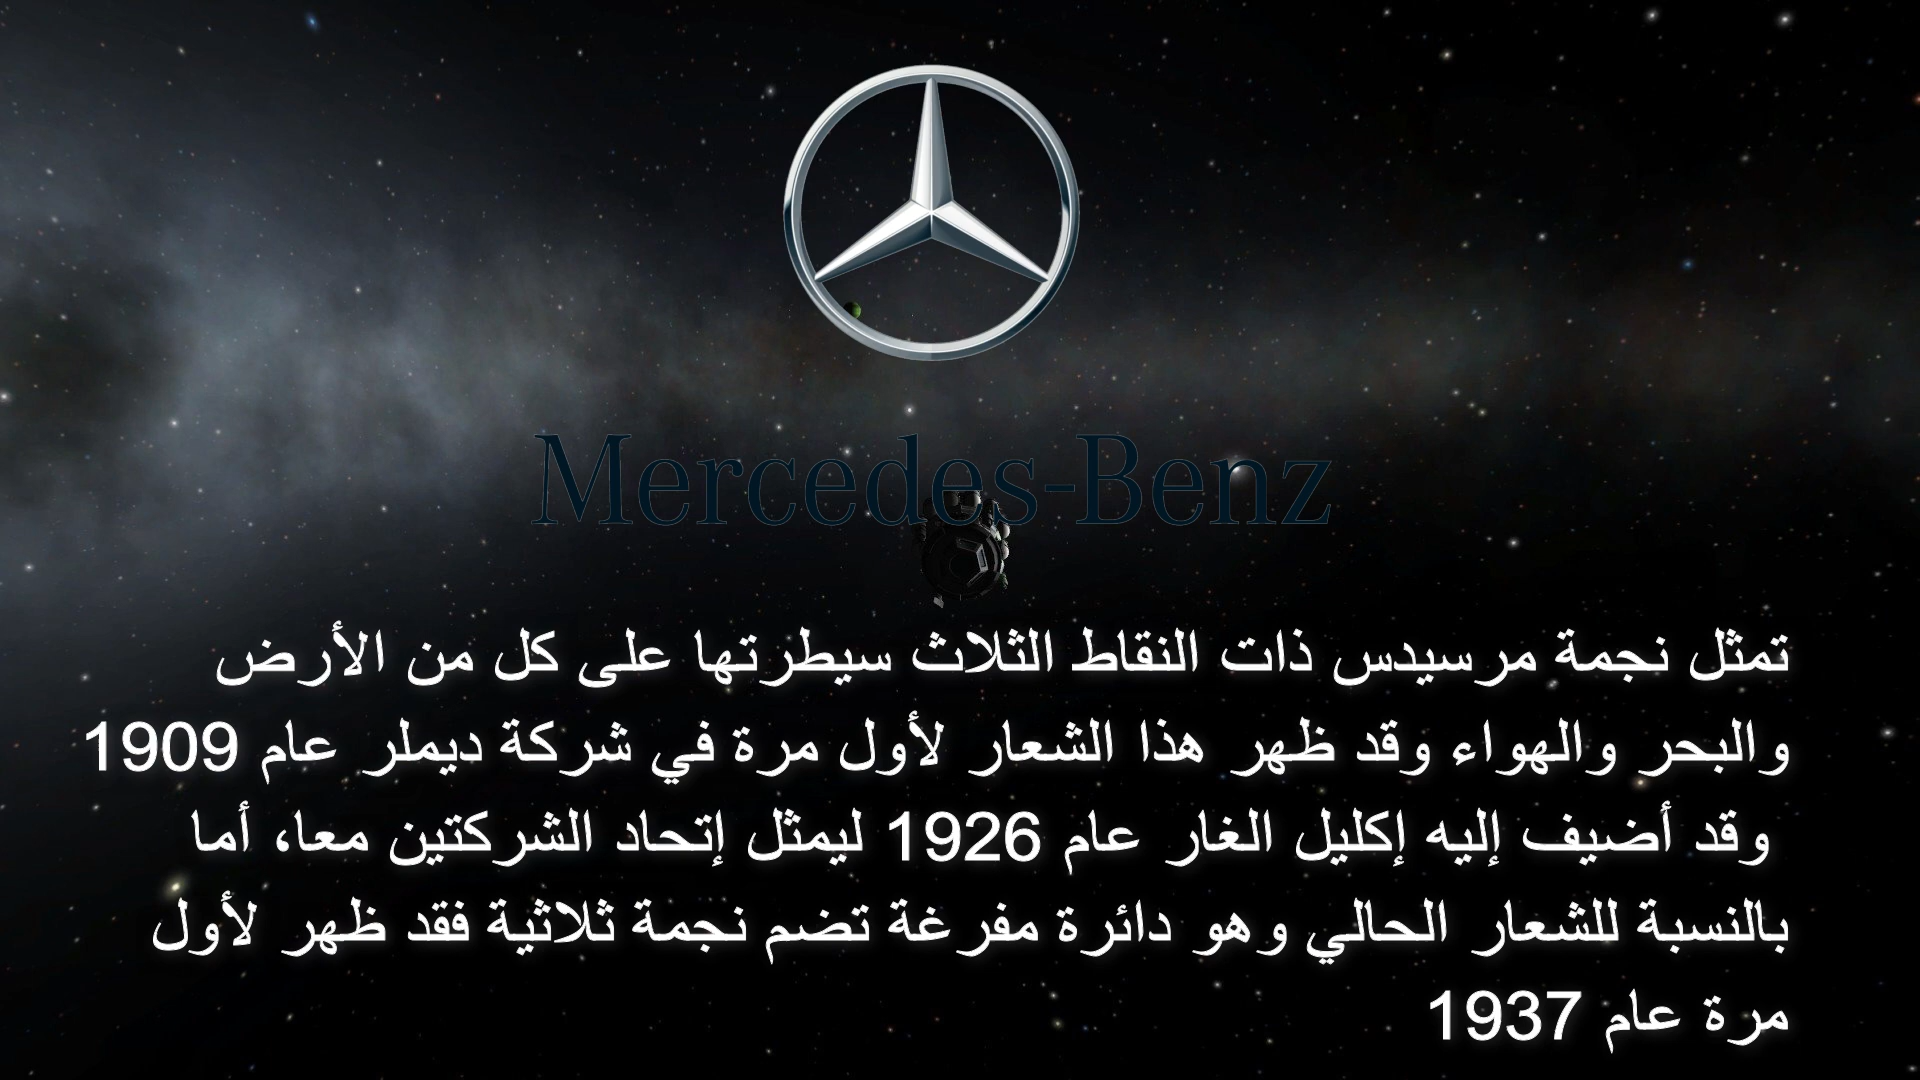 Mercedes-Benz
تمثل نجمة مرسيدس ذات النقاط الثلاث سيطرتها على كل من الأرض
والبحر والهواء وقد ظهر هذا الشعار لأول مرة في شركة ديملر عام 1909
وقد أضيف إليه إكليل الغار عام 1926 ليمثل إتحاد الشركتين معا، أما
بالنسبة للشعار الحالي وهو دائرة مفرغة تضم نجمة ثلاثية فقد ظهر لأول
مرة عام 1937